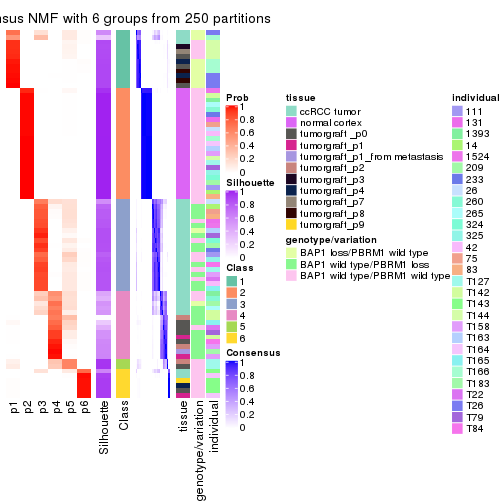 sus NMF with 6 groups from 250 partitions
p1
p2
p3
p4
p5
p6
Silhouette
Class
tissue
genotype/variation
individual
Prob
1
0.8
0.6
0.4
0.2
0
Silhouette
1
0.8
0.6
0.4
0.2
0
Class
1
2
3
4
5
6
Consensus
1
0.8
0.6
0.4
0.2
0
tissue
ccRCC tumor
normal cortex
tumorgraft _p0
tumorgraft_p1
tumorgraft_p1_from metastasis
tumorgraft_p2
tumorgraft_p3
tumorgraft_p4
tumorgraft_p7
tumorgraft_p8
tumorgraft_p9
genotype/variation
BAP1 loss/PBRM1 wild type
BAP1 wild type/PBRM1 loss
BAP1 wild type/PBRM1 wild type
individual
111
131
1393
14
1524
209
233
26
260
265
324
325
42
75
83
T127
T142
T143
T144
T158
T163
T164
T165
T166
T183
T22
T26
T79
T84